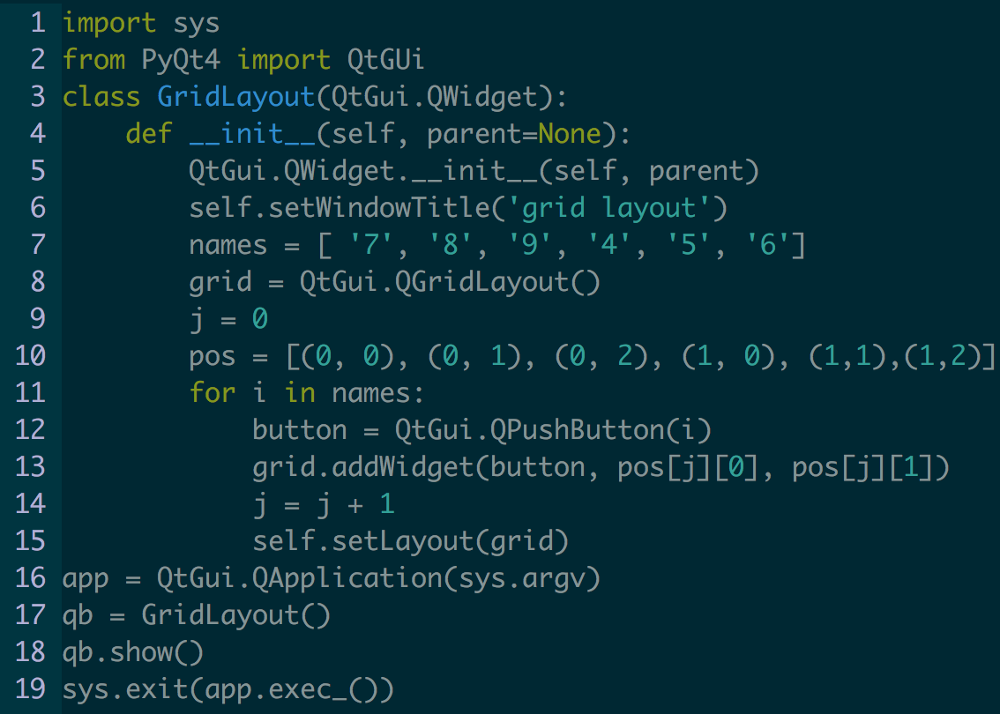 1 import sys
2 from PyQt4 import QtGUi
3 class GridLayout(QtGui.QWidget):
4     def __init__(self, parent=None):
5         QtGui.QWidget.__init__(self, parent)
6         self.setWindowTitle('grid layout')
7         names = [ '7', '8', '9', '4', '5', '6']
8         grid = QtGui.QGridLayout()
9         j = 0
10         pos = [(0, 0), (0, 1), (0, 2), (1, 0), (1,1),(1,2)]
11         for i in names:
12             button = QtGui.QPushButton(i)
13             grid.addWidget(button, pos[j][0], pos[j][1])
14             j = j + 1
15             self.setLayout(grid)
16 app = QtGui.QApplication(sys.argv)
17 qb = GridLayout()
18 qb.show()
19 sys.exit(app.exec_())